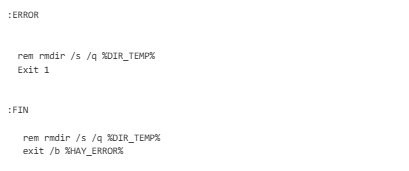 :ERROR
rem rmdir /s /q %DIR_TEMP%
Exit 1
:FIN
rem rmdir /s /q %DIR_TEMP%
exit /b %HAY_ERROR%